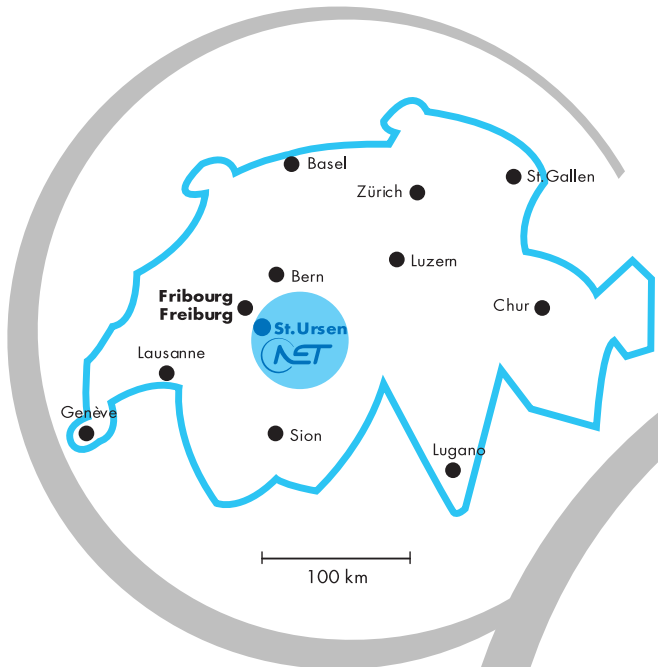 Basel
St.Gallen
Zürich
Luzern
Bern
Fribourg
Freiburg
Chur
St.Ursen
NET
Lausanne
Genève
Sion
Lugano
100 km